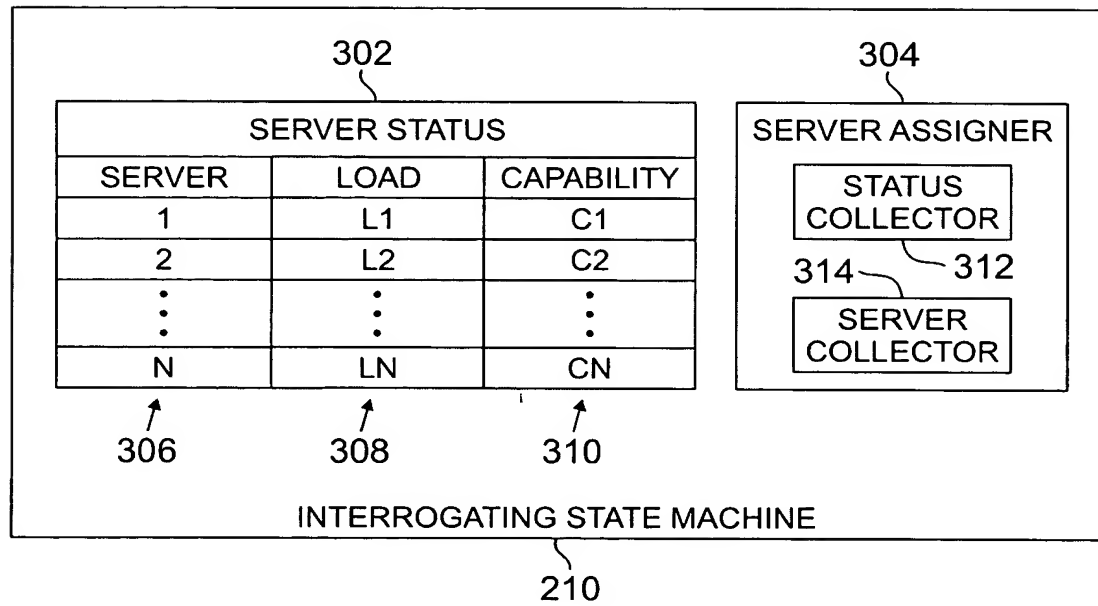 302
304
SERVER STATUS
SERVER LOAD CAPABILITY
1 L1 C1
2 L2 C2
N LN CN
306
308
310
SERVER ASSIGNER
STATUS
COLLECTOR
312
314
SERVER
COLLECTOR
INTERROGATING STATE MACHINE
210